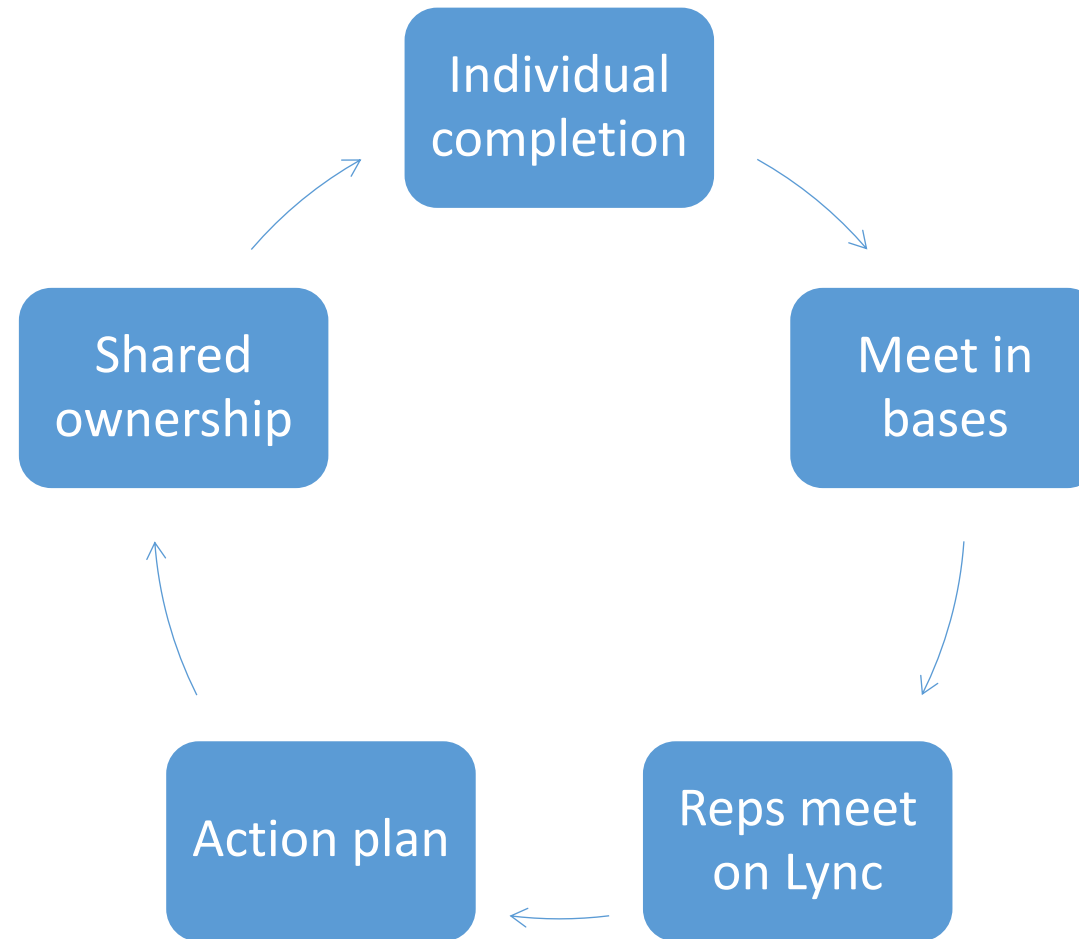 Individual
completion
Meet in
bases
Reps meet
on Lync
Action plan
Shared
ownership